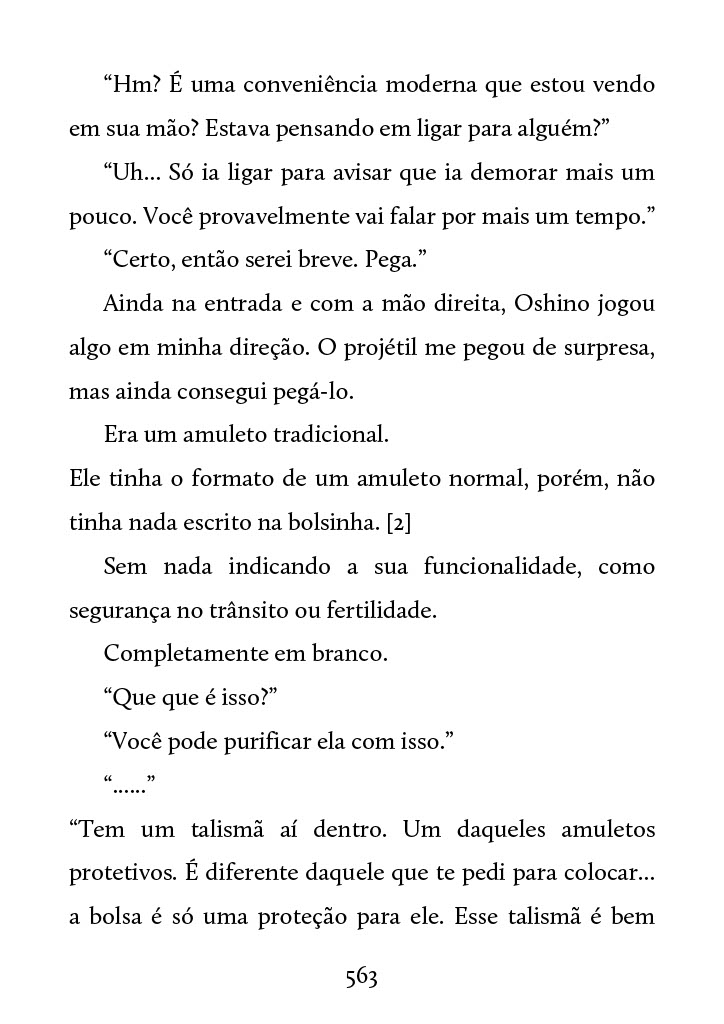 “Hm? É uma conveniência moderna que estou vendo
em sua mão? Estava pensando em ligar para alguém?”
“Uh... Só ia ligar para avisar que ia demorar mais um
pouco. Você provavelmente vai falar por mais um tempo.”
“Certo, então serei breve. Pega.”
Ainda na entrada e com a mão direita, Oshino jogou
algo em minha direção. O projétil me pegou de surpresa,
mas ainda consegui pegá-lo.
Era um amuleto tradicional.
Ele tinha o formato de um amuleto normal, porém, não
tinha nada escrito na bolsinha. [2]
Sem nada indicando a sua funcionalidade, como
segurança no trânsito ou fertilidade.
Completamente em branco.
“Que que é isso?”
“Você pode purificar ela com isso.”
“......”
“Tem um talismã aí dentro. Um daqueles amuletos
protetivos. É diferente daquele que te pedi para colocar...
a bolsa é só uma proteção para ele. Esse talismã é bem
563